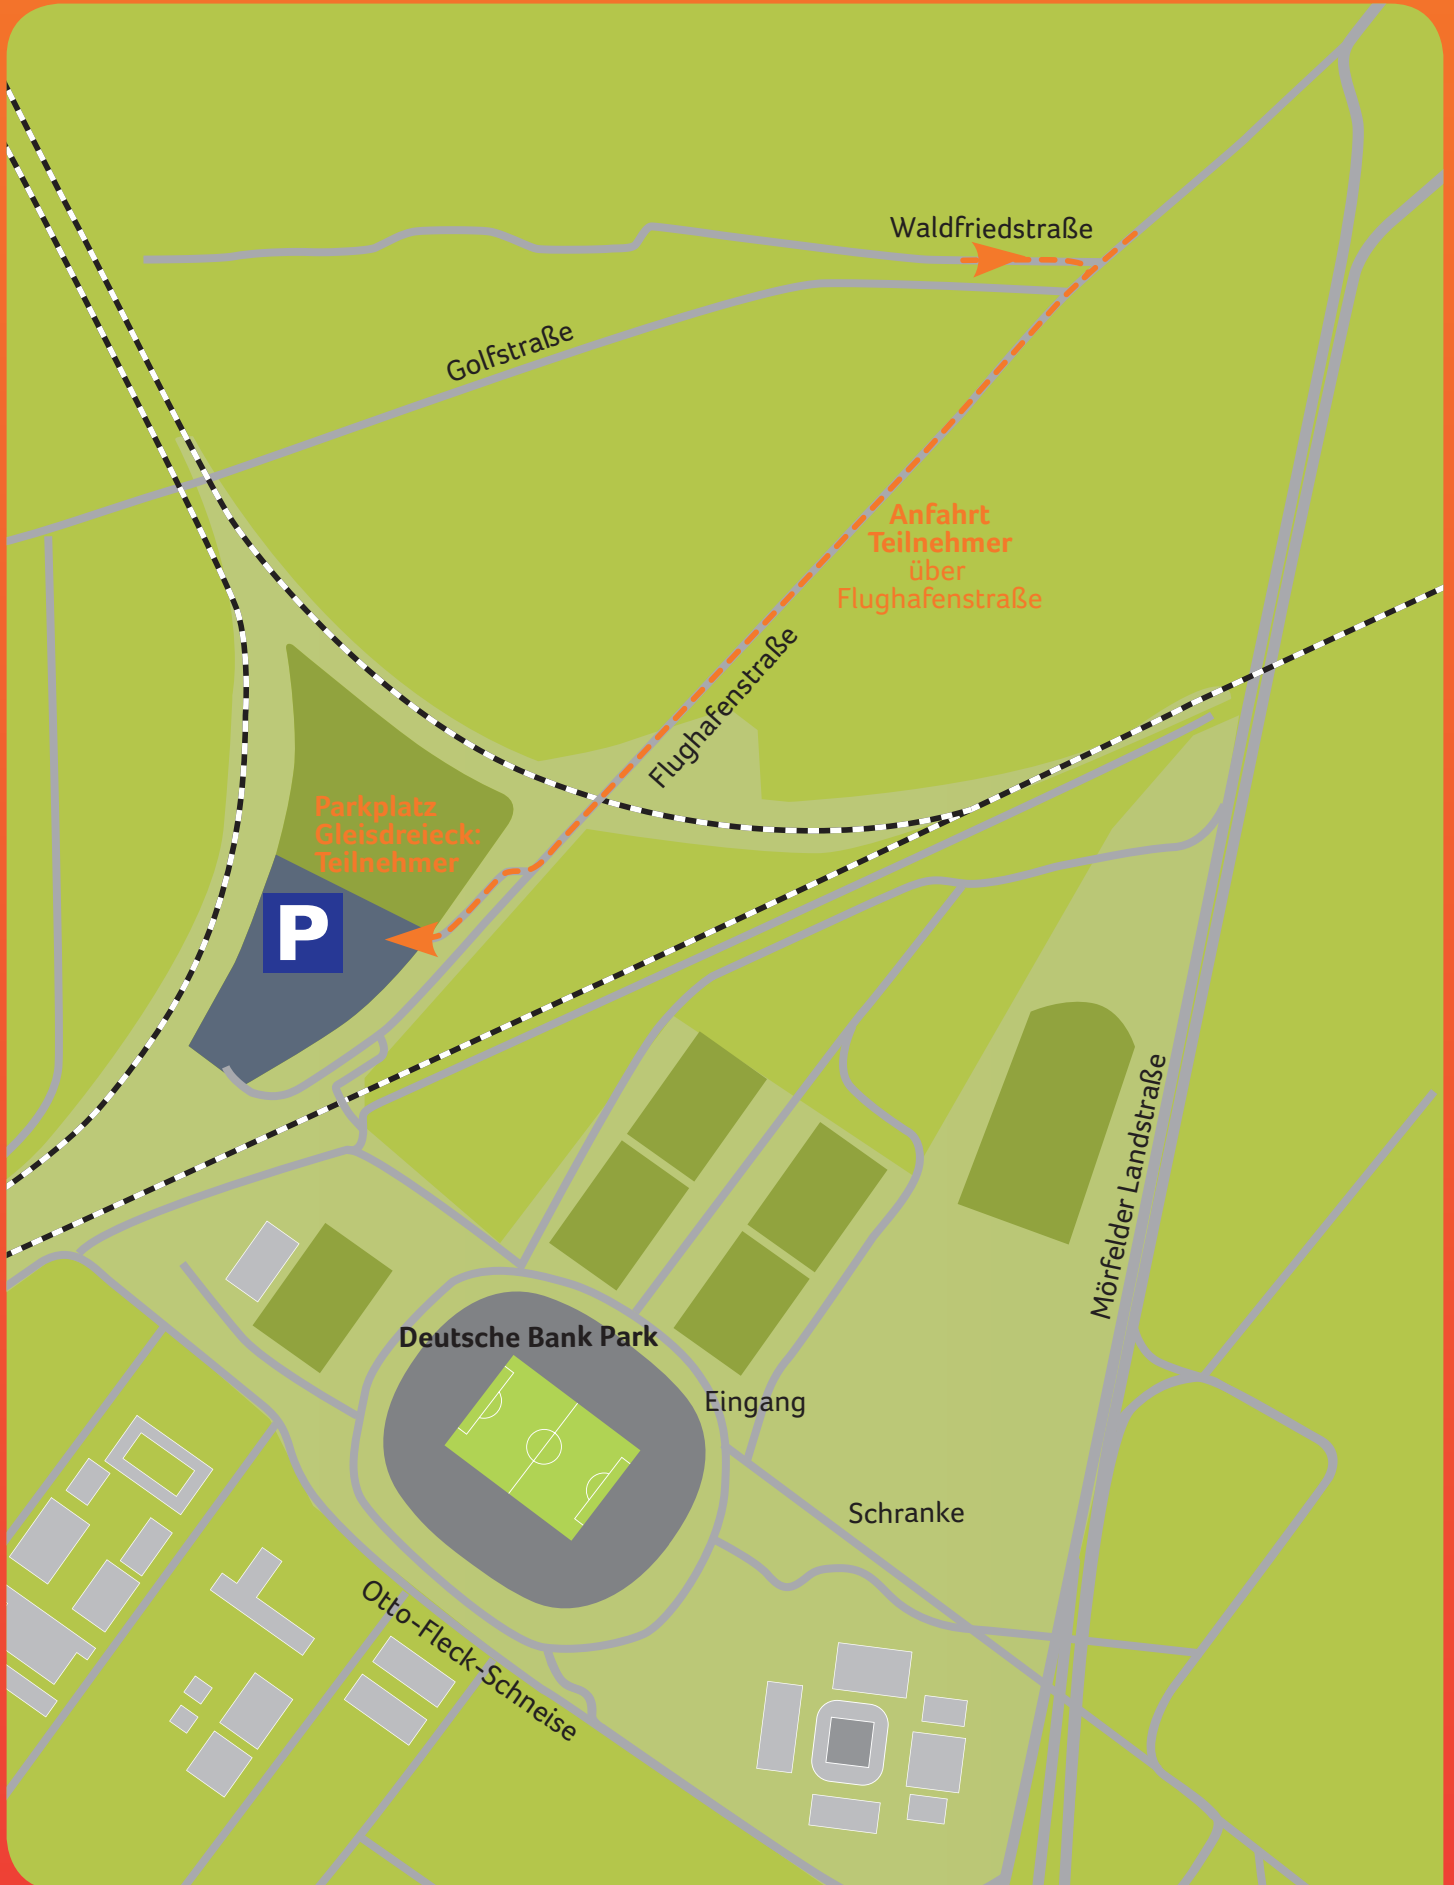 Waldfriedstraße
Golfstraße
Anfahrt
Teilnehmer
über
Flughafenstraße
Flughafenstraße
Parkplatz
Gleisdreieck:
Teilnehmer
P
Mörfelder Landstraße
Deutsche Bank Park
Eingang
Schranke
Otto-Fleck-Schneise